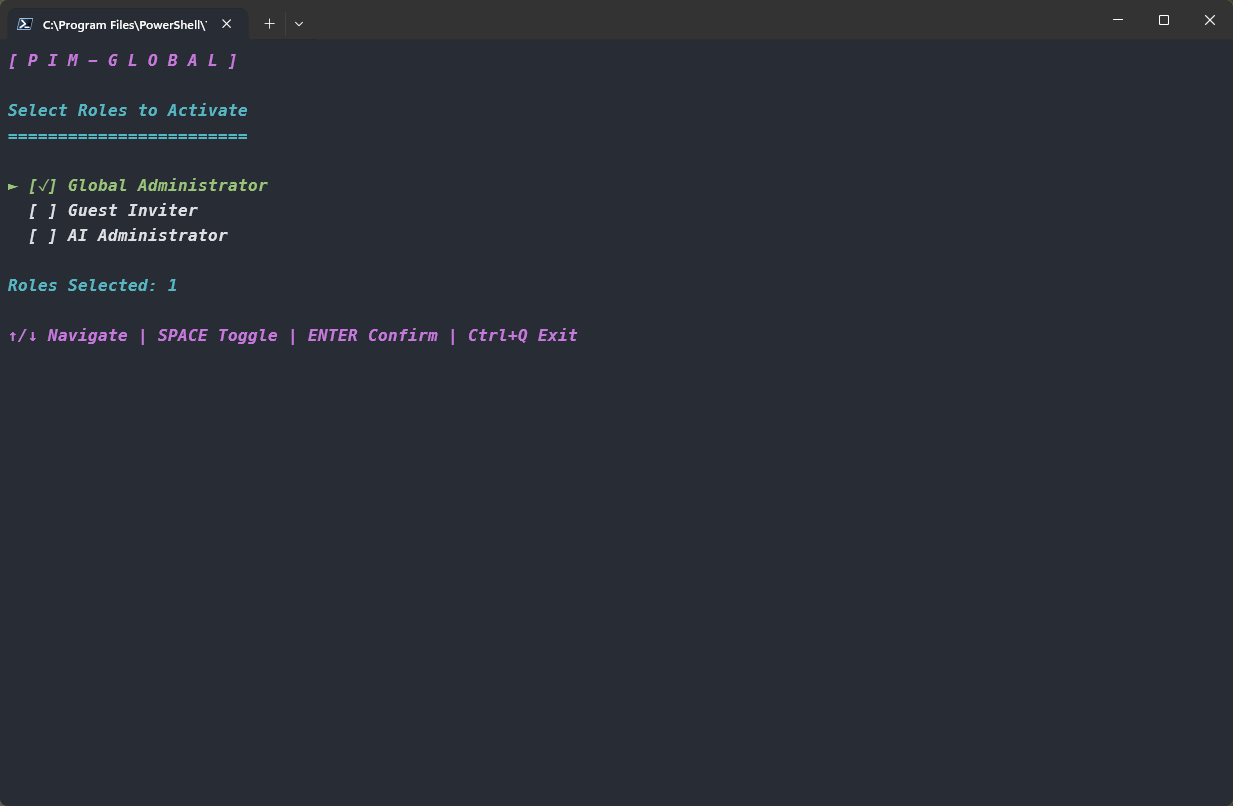 C:\Program Files\PowerShell\
[ P I M – G L O B A L ]
Select Roles to Activate
========================
► [√] Global Administrator
[ ] Guest Inviter
[ ] AI Administrator
Roles Selected: 1
↑/↓ Navigate | SPACE Toggle | ENTER Confirm | Ctrl+Q Exit